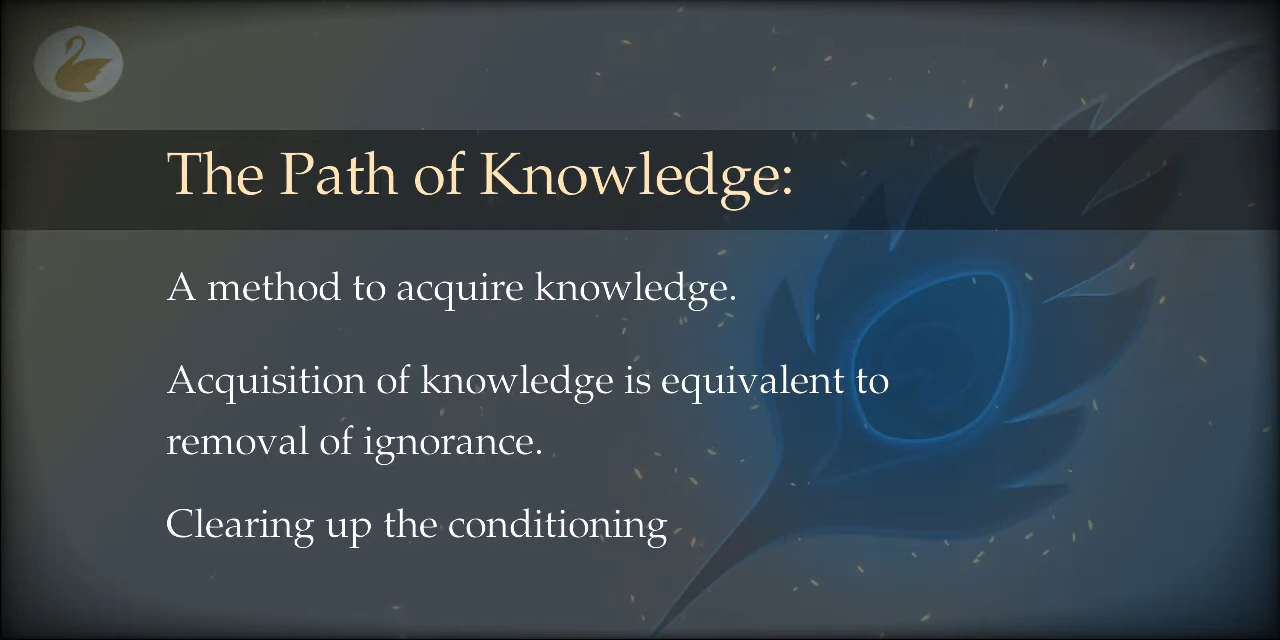 The Path of Knowledge:
A method to acquire knowledge.
Acquisition of knowledge is equivalent to
removal of ignorance.
Clearing up the conditioning